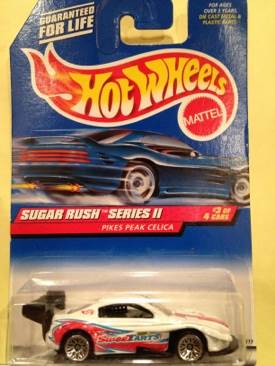 GUARANTEED
FOR LIFE
FOR AGES
OVER 3 YEARS
DIE CAST METAL &
PLASTIC PARTS
Hot Wheels
MATTEL
SUGAR RUSH™ SERIES II
#3 OF
4 CARS
PIKES PEAK CELICA
SweeTARTS